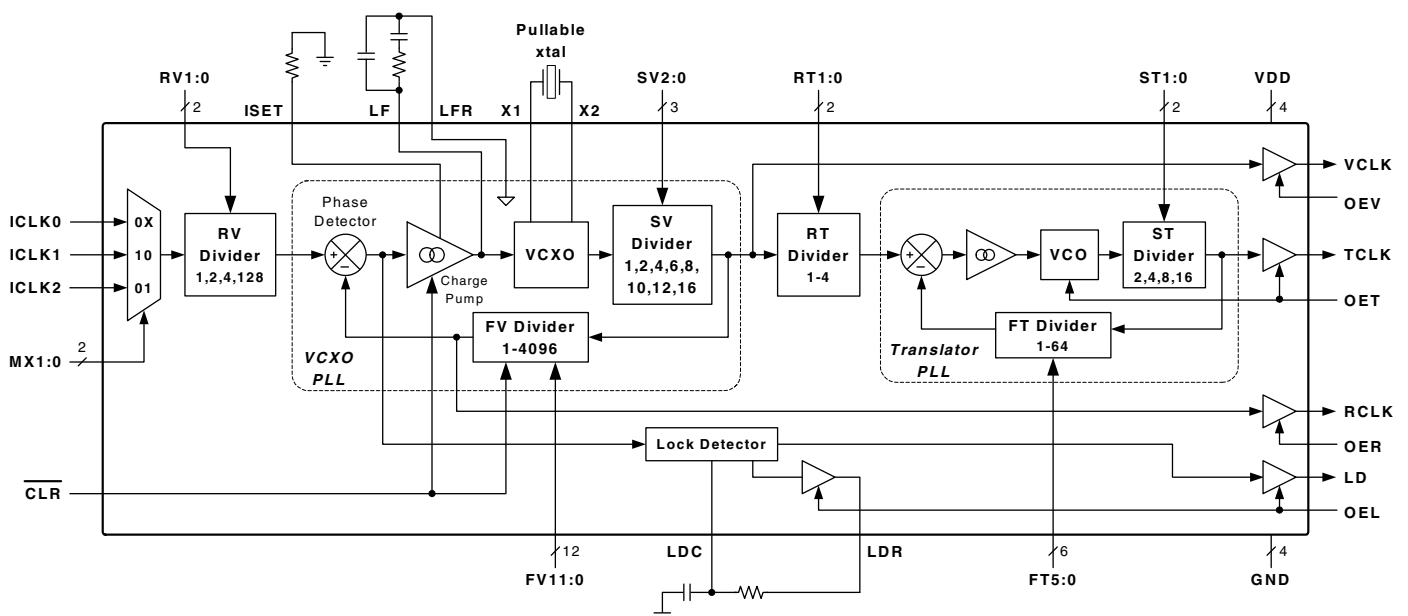 Pullable
xtal
RV1:0
2
ISET
LF
LFR
X1
X2
SV2:0
3
RT1:0
2
ST1:0
2
VDD
4
ICLK0
ICLK1
ICLK2
0X
10
01
MX1:0
2
RV
Divider
1,2,4,128
Phase
Detector
+
−
Charge
Pump
VCXO
SV
Divider
1,2,4,6,8,
10,12,16
FV Divider
1-4096
VCXO
PLL
RT
Divider
1-4
+
−
VCO
ST
Divider
2,4,8,16
FT Divider
1-64
Translator
PLL
VCLK
OEV
TCLK
OET
RCLK
OER
LD
OEL
Lock Detector
CLR
12
FV11:0
LDC
LDR
6
FT5:0
4
GND